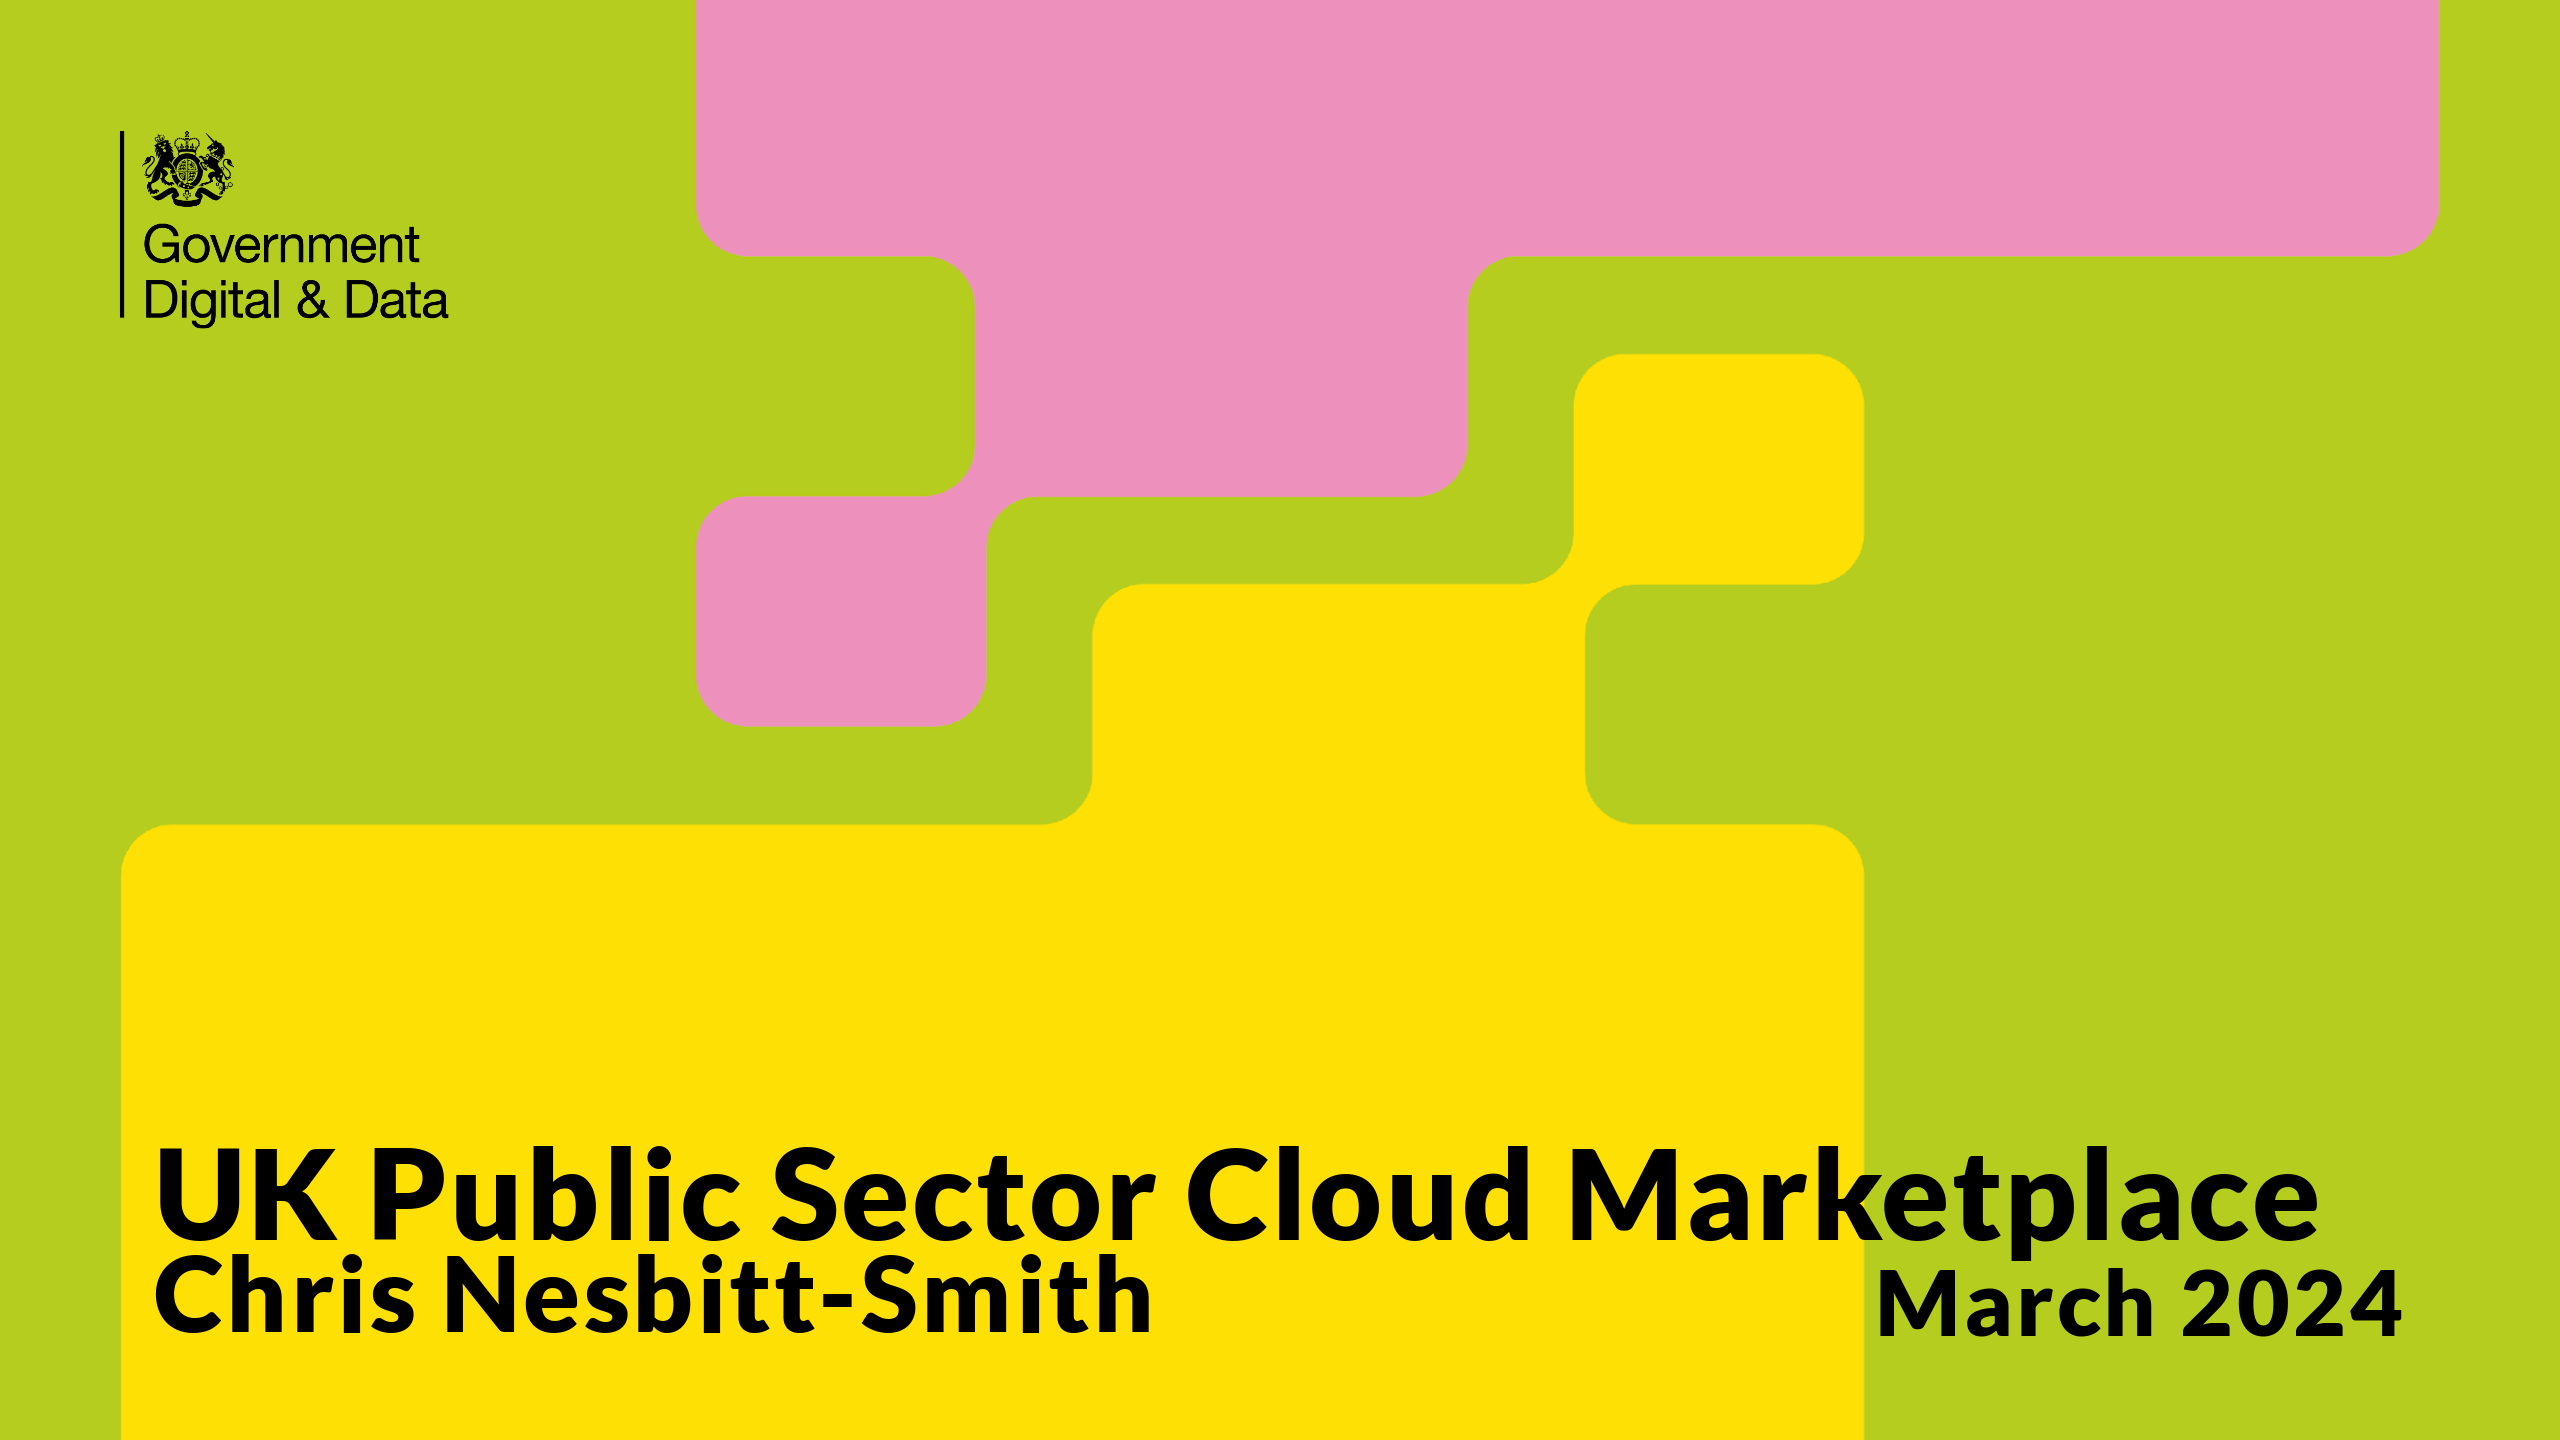 Government
Digital & Data
UK Public Sector Cloud Marketplace
Chris Nesbitt-Smith
March 2024